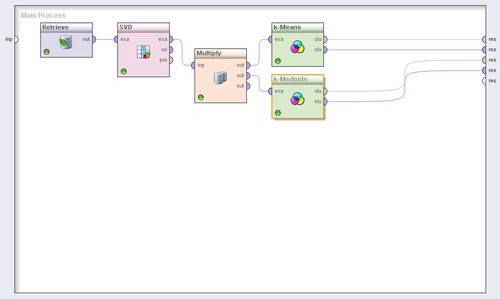 Main Process
inp
Retrieve
out
SVD
exa exa
ori
pre
Multiply
inp out
out
out
k-Means
exa clu
clu
k-Medoids
exa clu
clu
res
res
res
res
res